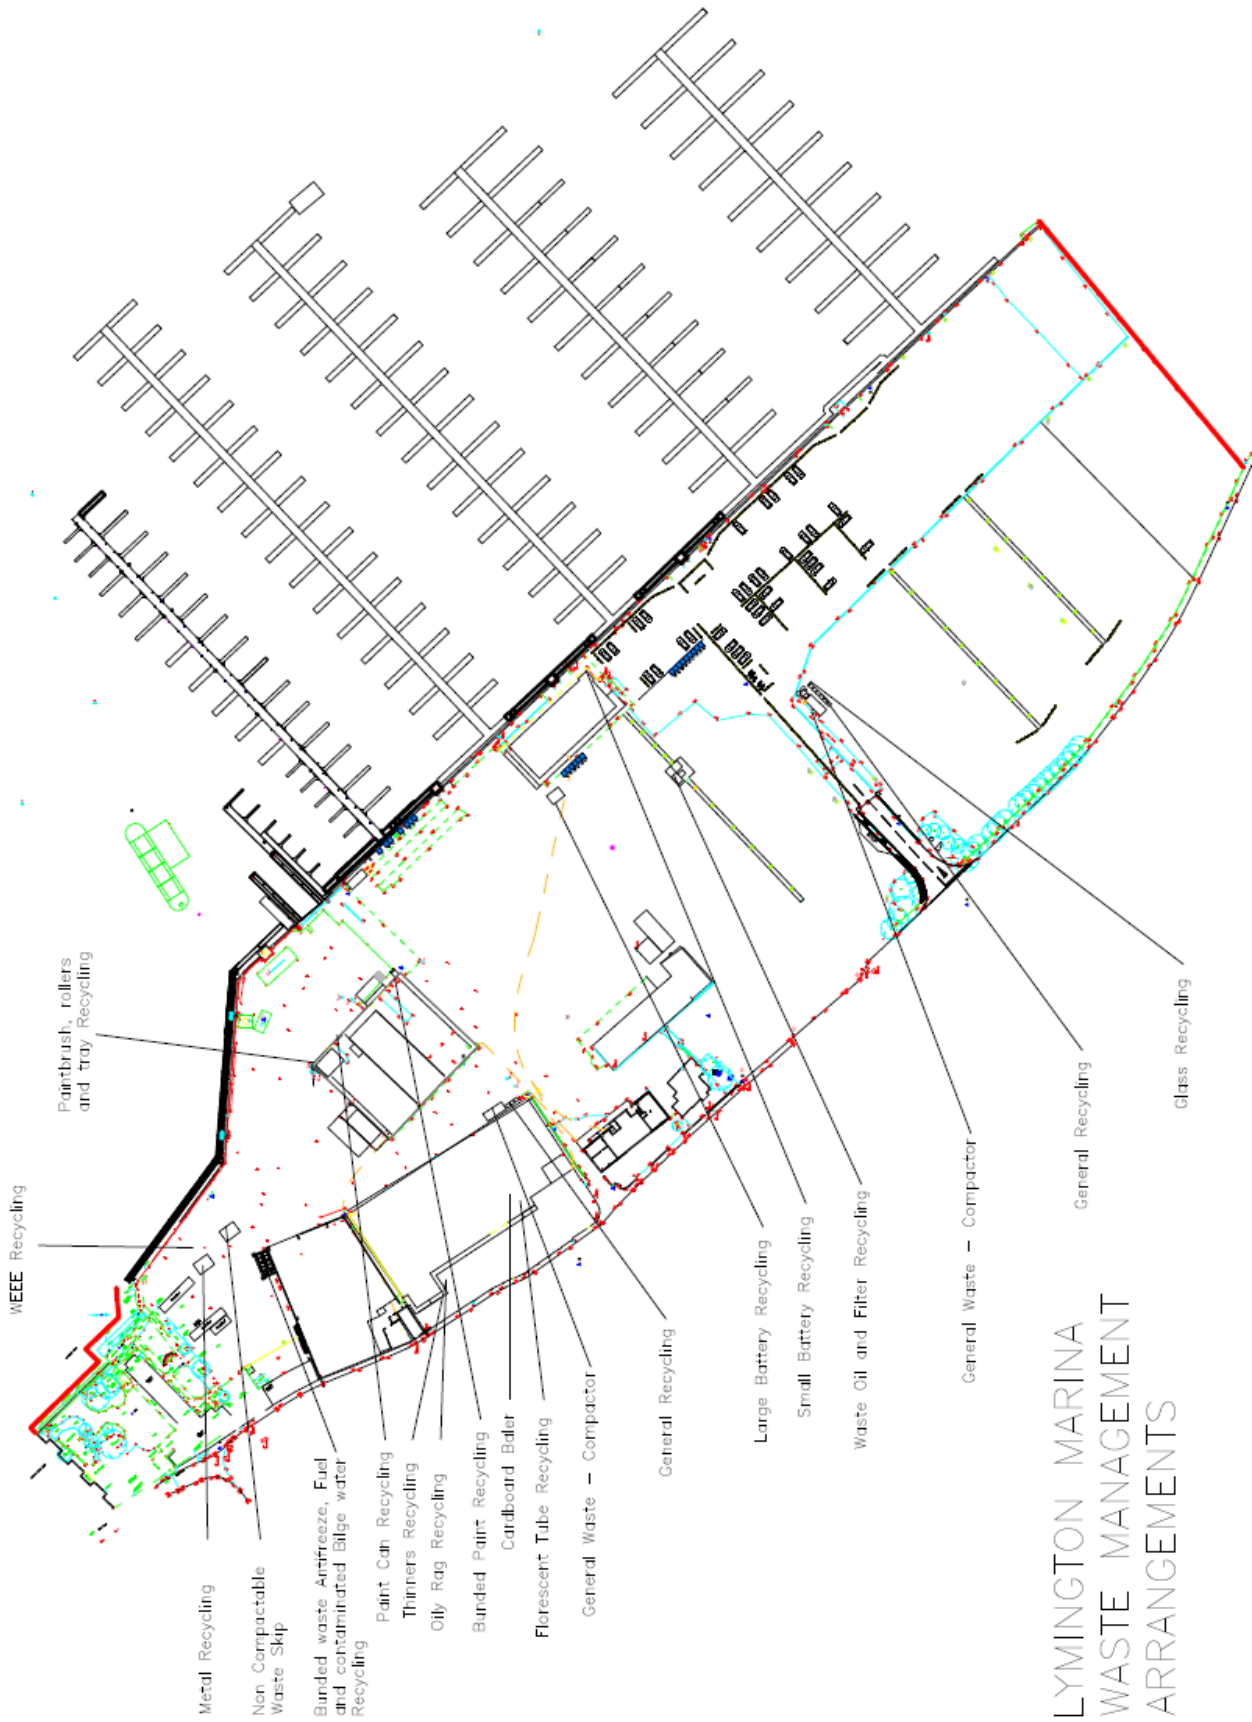 Paintbrush, rollers
and tray Recycling
WEEE Recycling
Metal Recycling
Non Compactable
Waste Skip
Bunded waste Antifreeze, Fuel
and contaminated Bilge water
Recycling
Paint Can Recycling
Thinners Recycling
Oily Rag Recycling
Bunded Paint Recycling
Cardboard Baler
Florescent Tube Recycling
General Waste – Compactor
General Recycling
Large Battery Recycling
Small Battery Recycling
Waste Oil and Filter Recycling
General Waste – Compactor
General Recycling
Glass Recycling
LYMINGTON MARINA
WASTE MANAGEMENT
ARRANGEMENTS